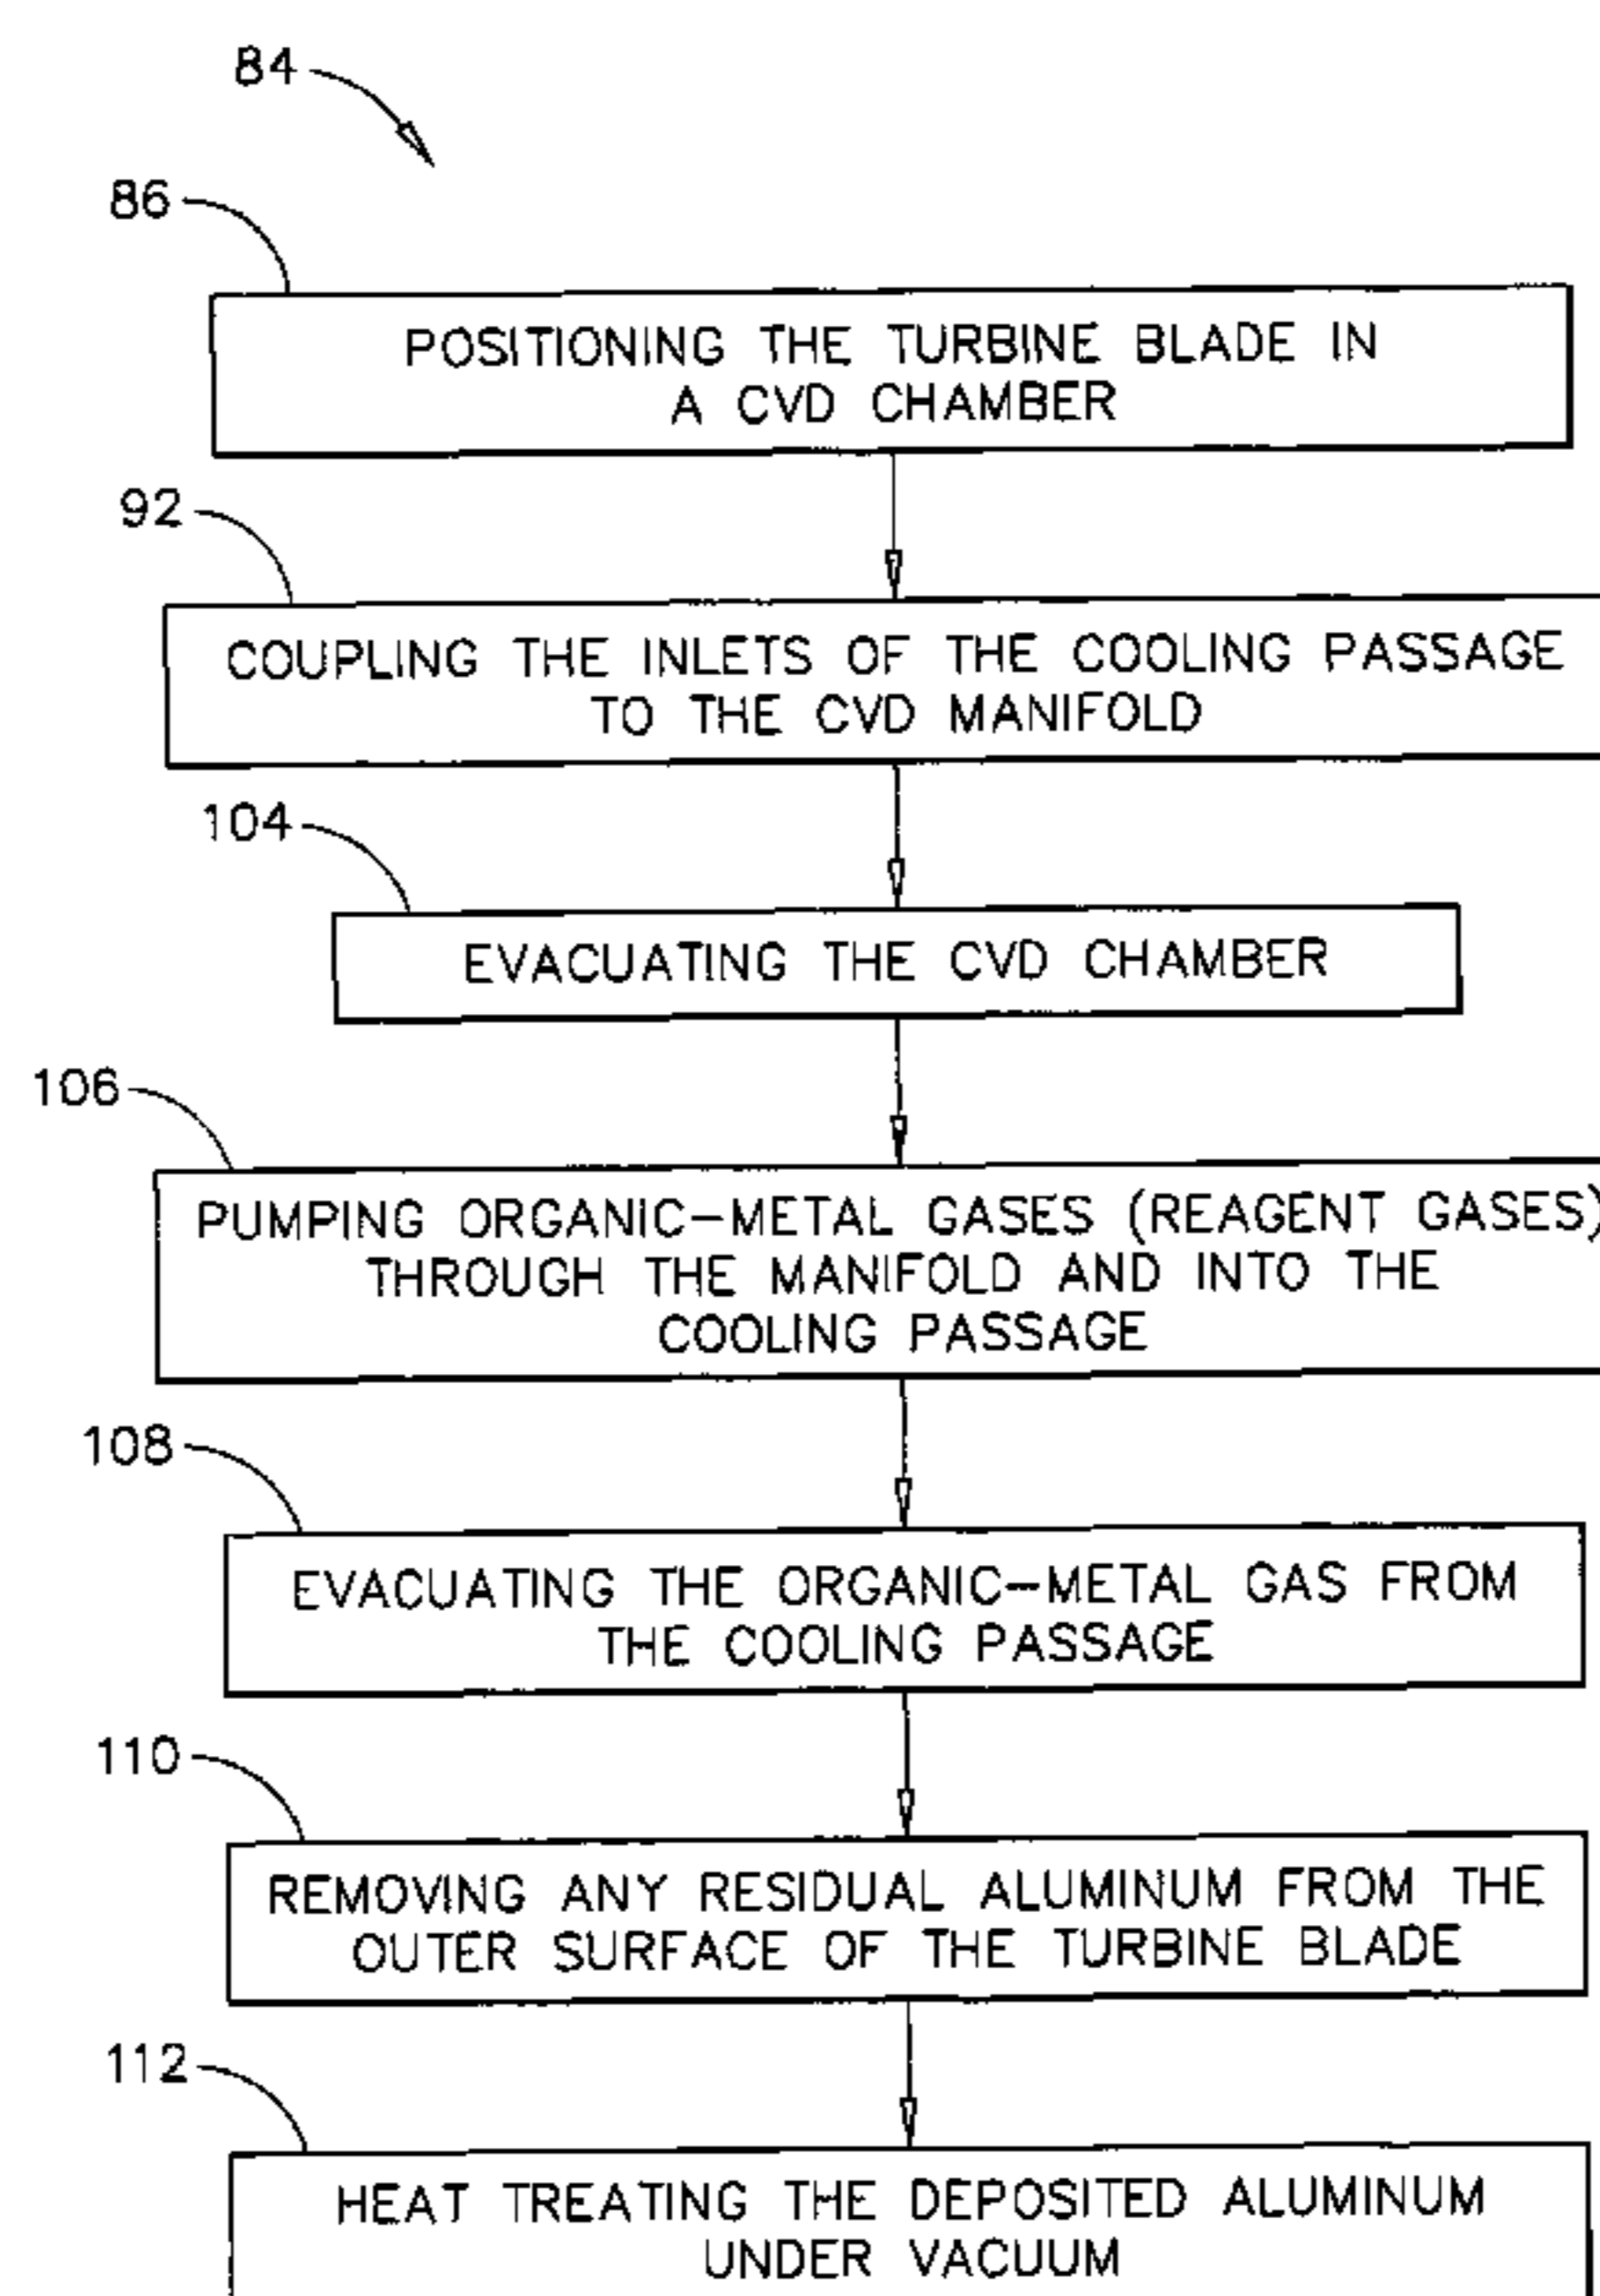 84
86
POSITIONING THE TURBINE BLADE IN
A CVD CHAMBER
92
COUPLING THE INLETS OF THE COOLING PASSAGE
TO THE CVD MANIFOLD
104
EVACUATING THE CVD CHAMBER
106
PUMPING ORGANIC-METAL GASES (REAGENT GASES)
THROUGH THE MANIFOLD AND INTO THE
COOLING PASSAGE
108
EVACUATING THE ORGANIC-METAL GAS FROM
THE COOLING PASSAGE
110
REMOVING ANY RESIDUAL ALUMINUM FROM THE
OUTER SURFACE OF THE TURBINE BLADE
112
HEAT TREATING THE DEPOSITED ALUMINUM
UNDER VACUUM